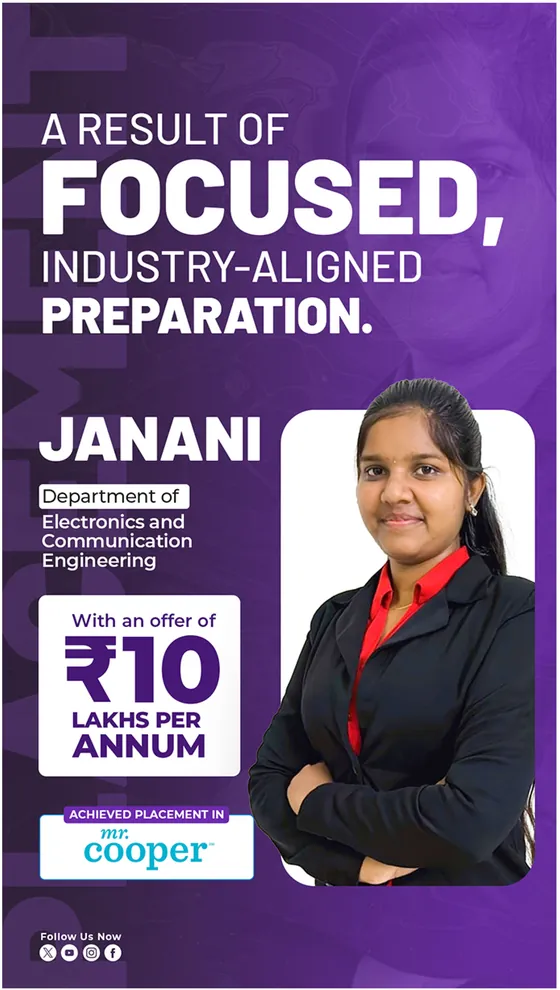 PLACEMENT
A RESULT OF
FOCUSED,
INDUSTRY-ALIGNED
PREPARATION.
JANANI
Department of
Electronics and
Communication
Engineering
With an offer of
₹10
LAKHS PER
ANNUM
ACHIEVED PLACEMENT IN
mr.
cooper
Follow Us Now